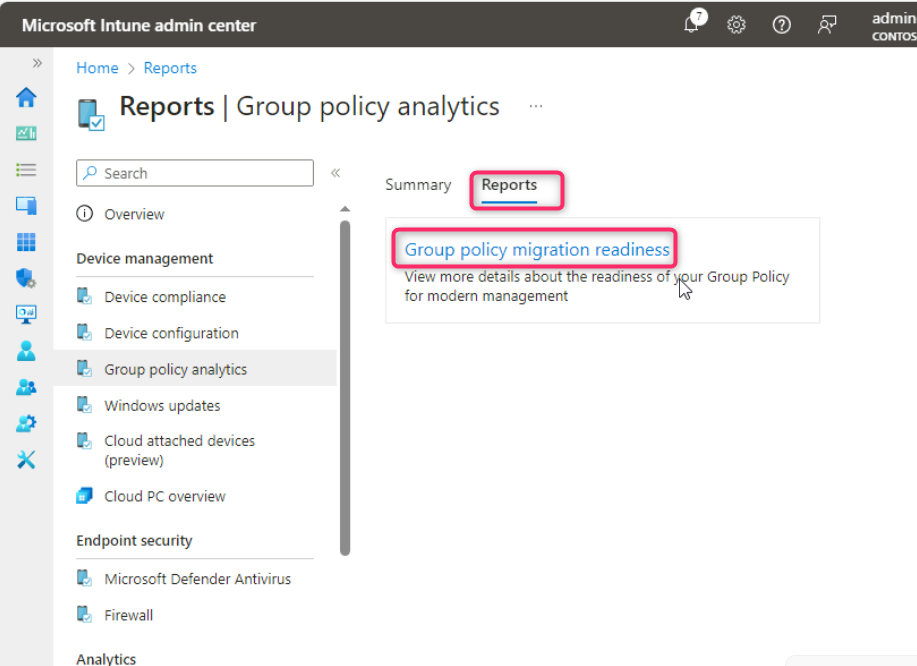 Microsoft Intune admin center
7
admin
CONTOS
Home > Reports
Reports | Group policy analytics ...
Search
Overview
Device management
Device compliance
Device configuration
Group policy analytics
Windows updates
Cloud attached devices
(preview)
Cloud PC overview
Endpoint security
Microsoft Defender Antivirus
Firewall
Analytics
Summary
Reports
Group policy migration readiness
View more details about the readiness of your Group Policy
for modern management